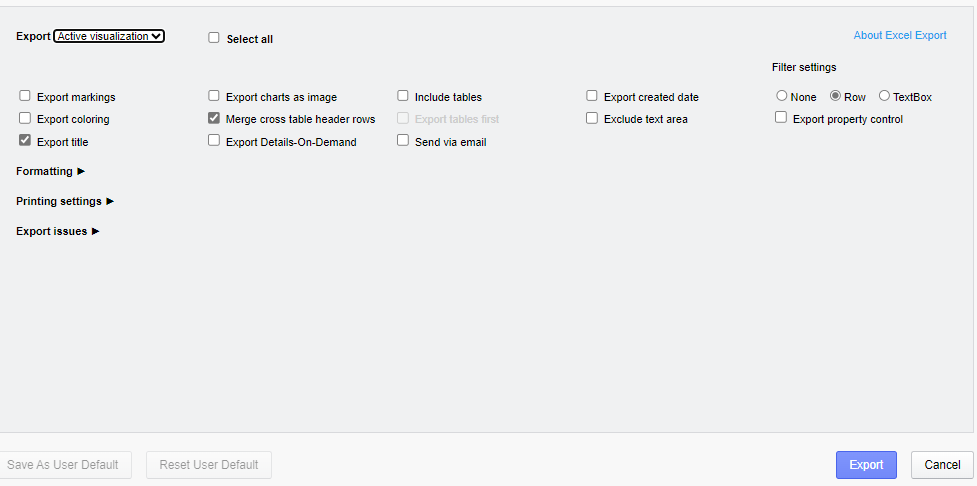 Export Active visualization Select all About Excel Export
Filter settings
Export markings Export charts as image Include tables Export created date None Row TextBox
Export coloring Merge cross table header rows Export tables first Exclude text area Export property control
Export title Export Details-On-Demand Send via email
Formatting ►
Printing settings ►
Export issues ►
Save As User Default Reset User Default Export Cancel